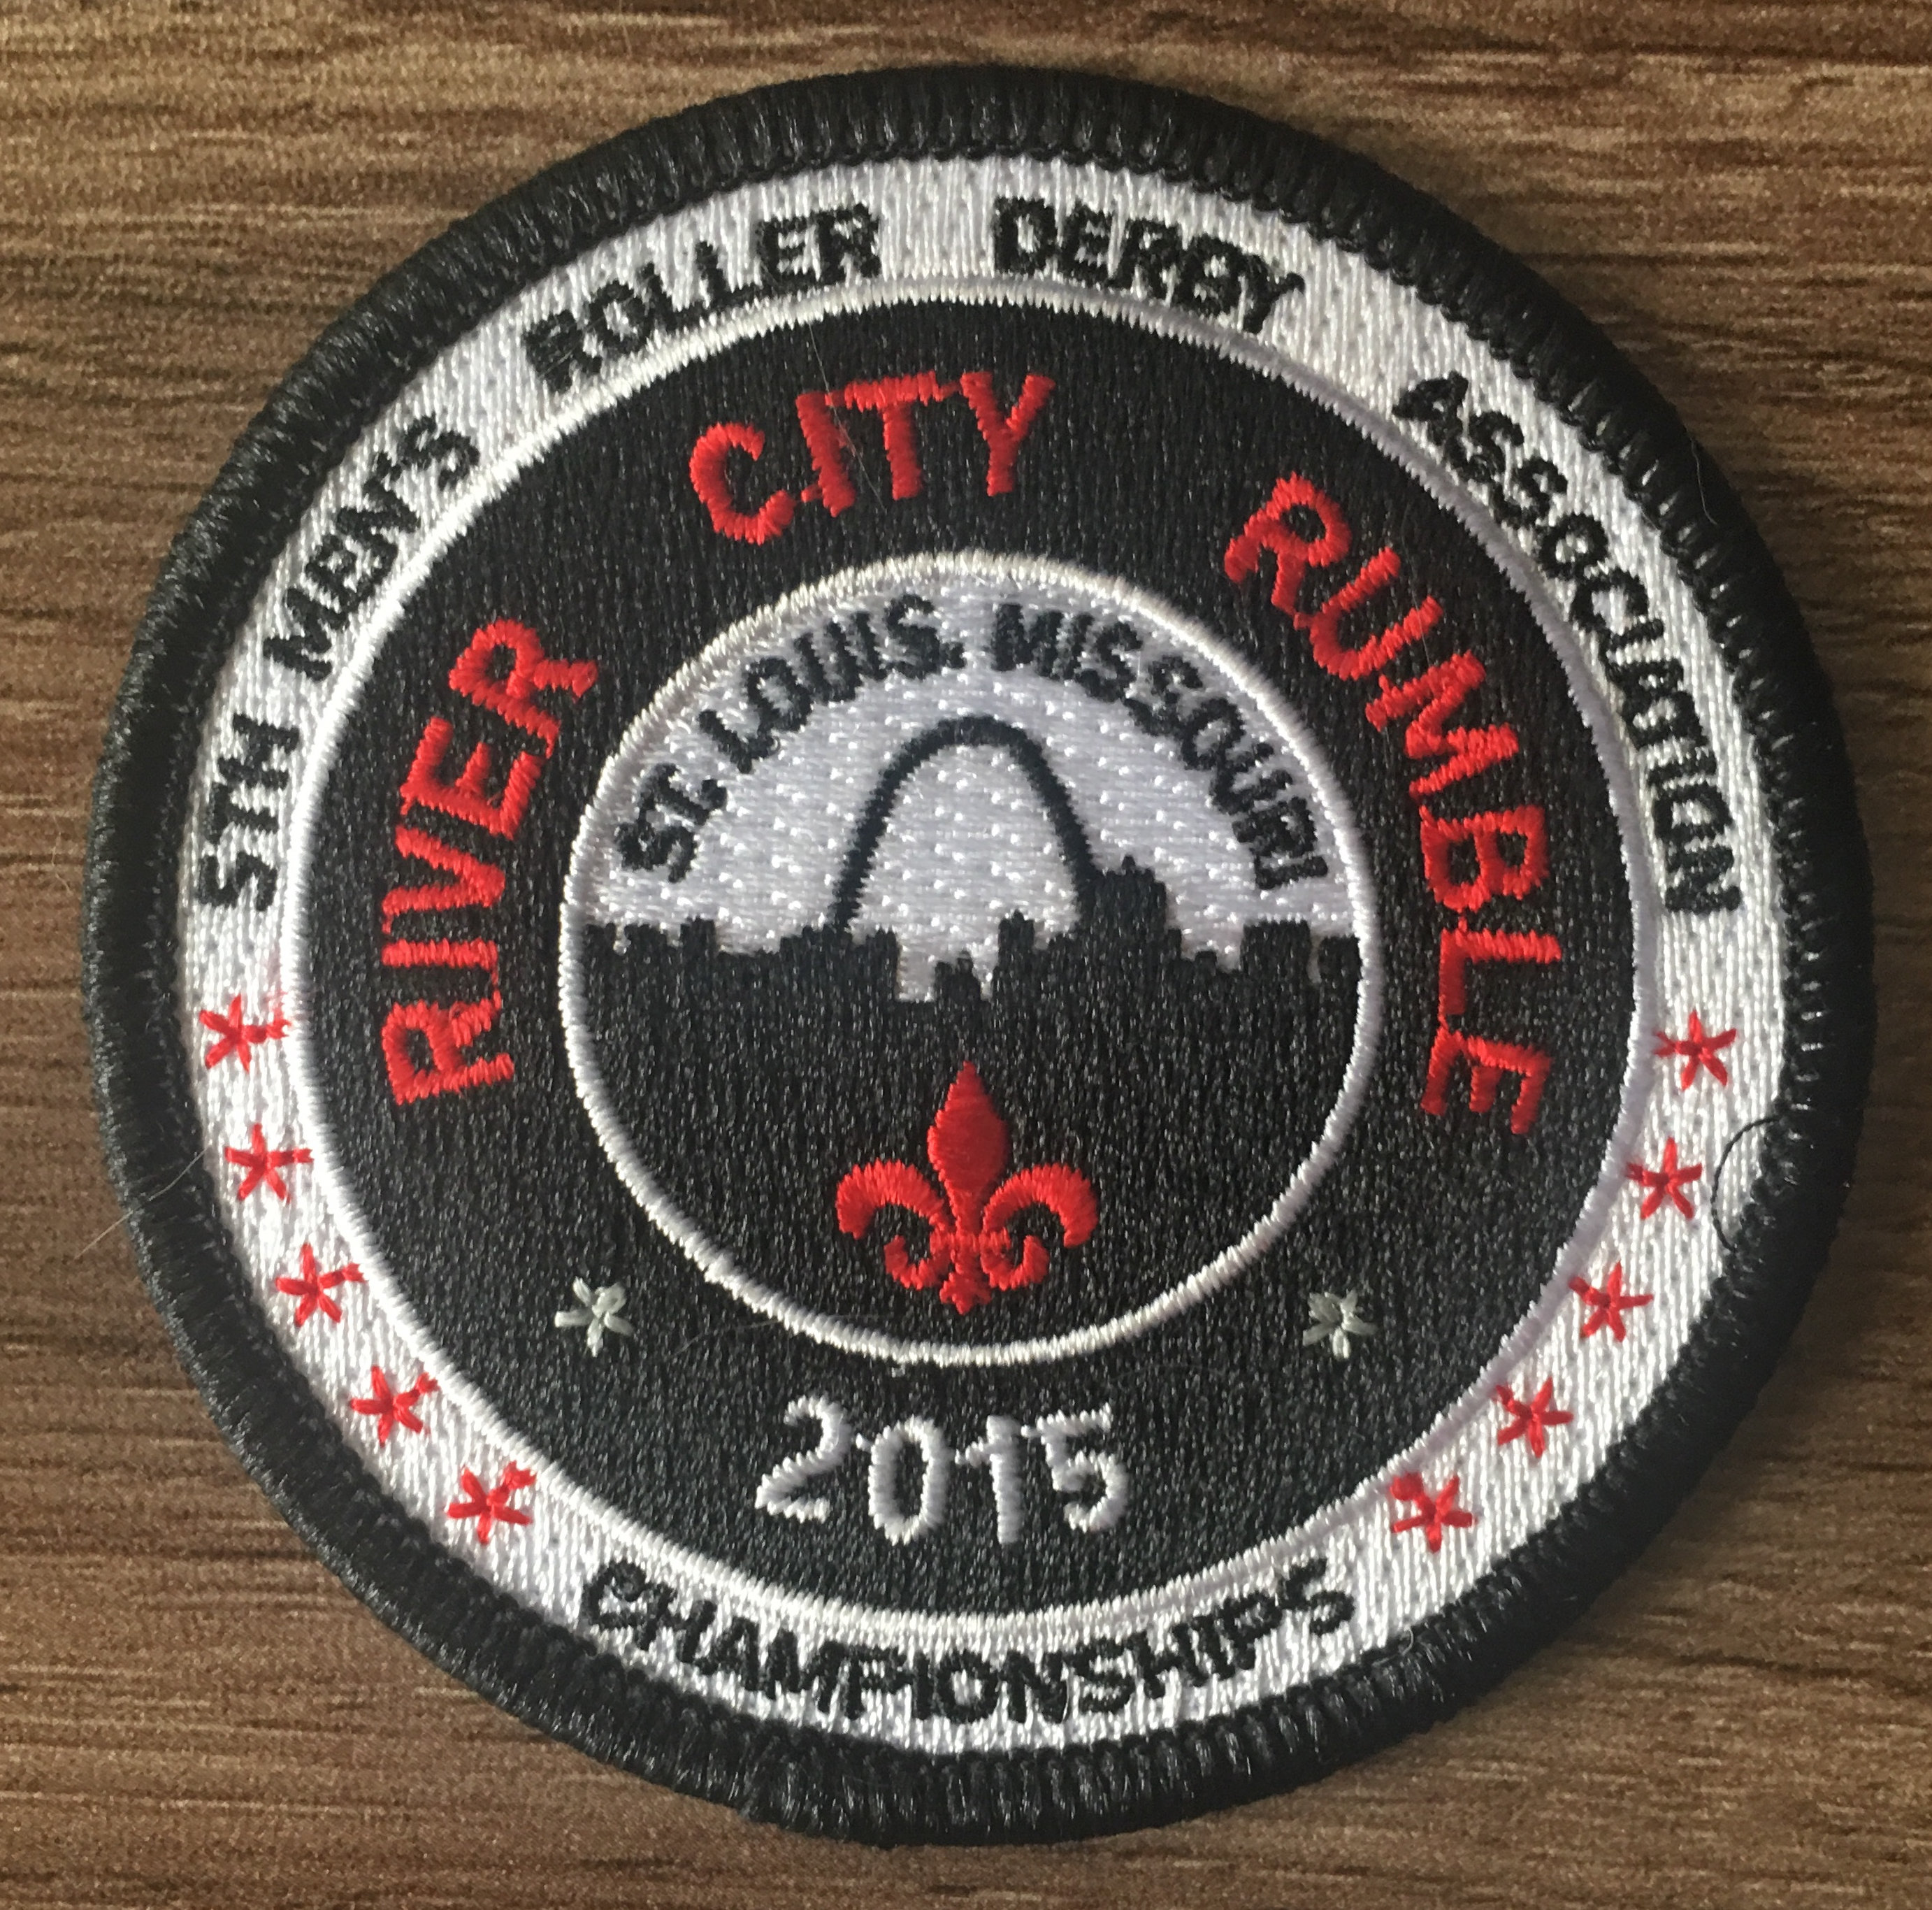 5TH MEN'S ROLLER DERBY ASSOCIATION
RIVER CITY RUMBLE
ST. LOUIS, MISSOURI
2015
CHAMPIONSHIPS